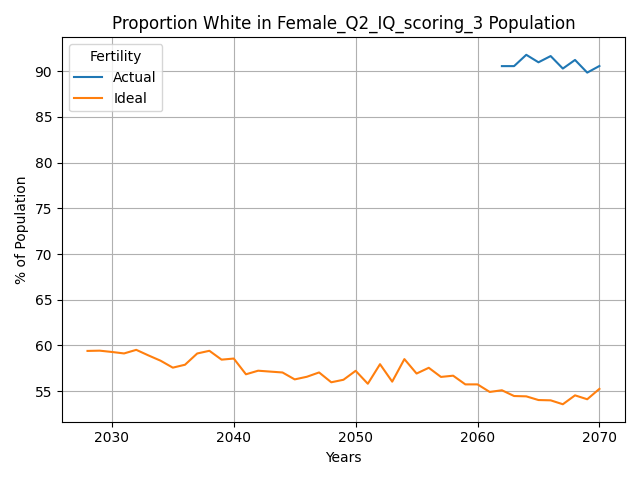 Proportion White in Female_Q2_IQ_scoring_3 Population
Fertility
Actual
Ideal
90
85
80
75
70
65
60
55
% of Population
2030
2040
2050
2060
2070
Years